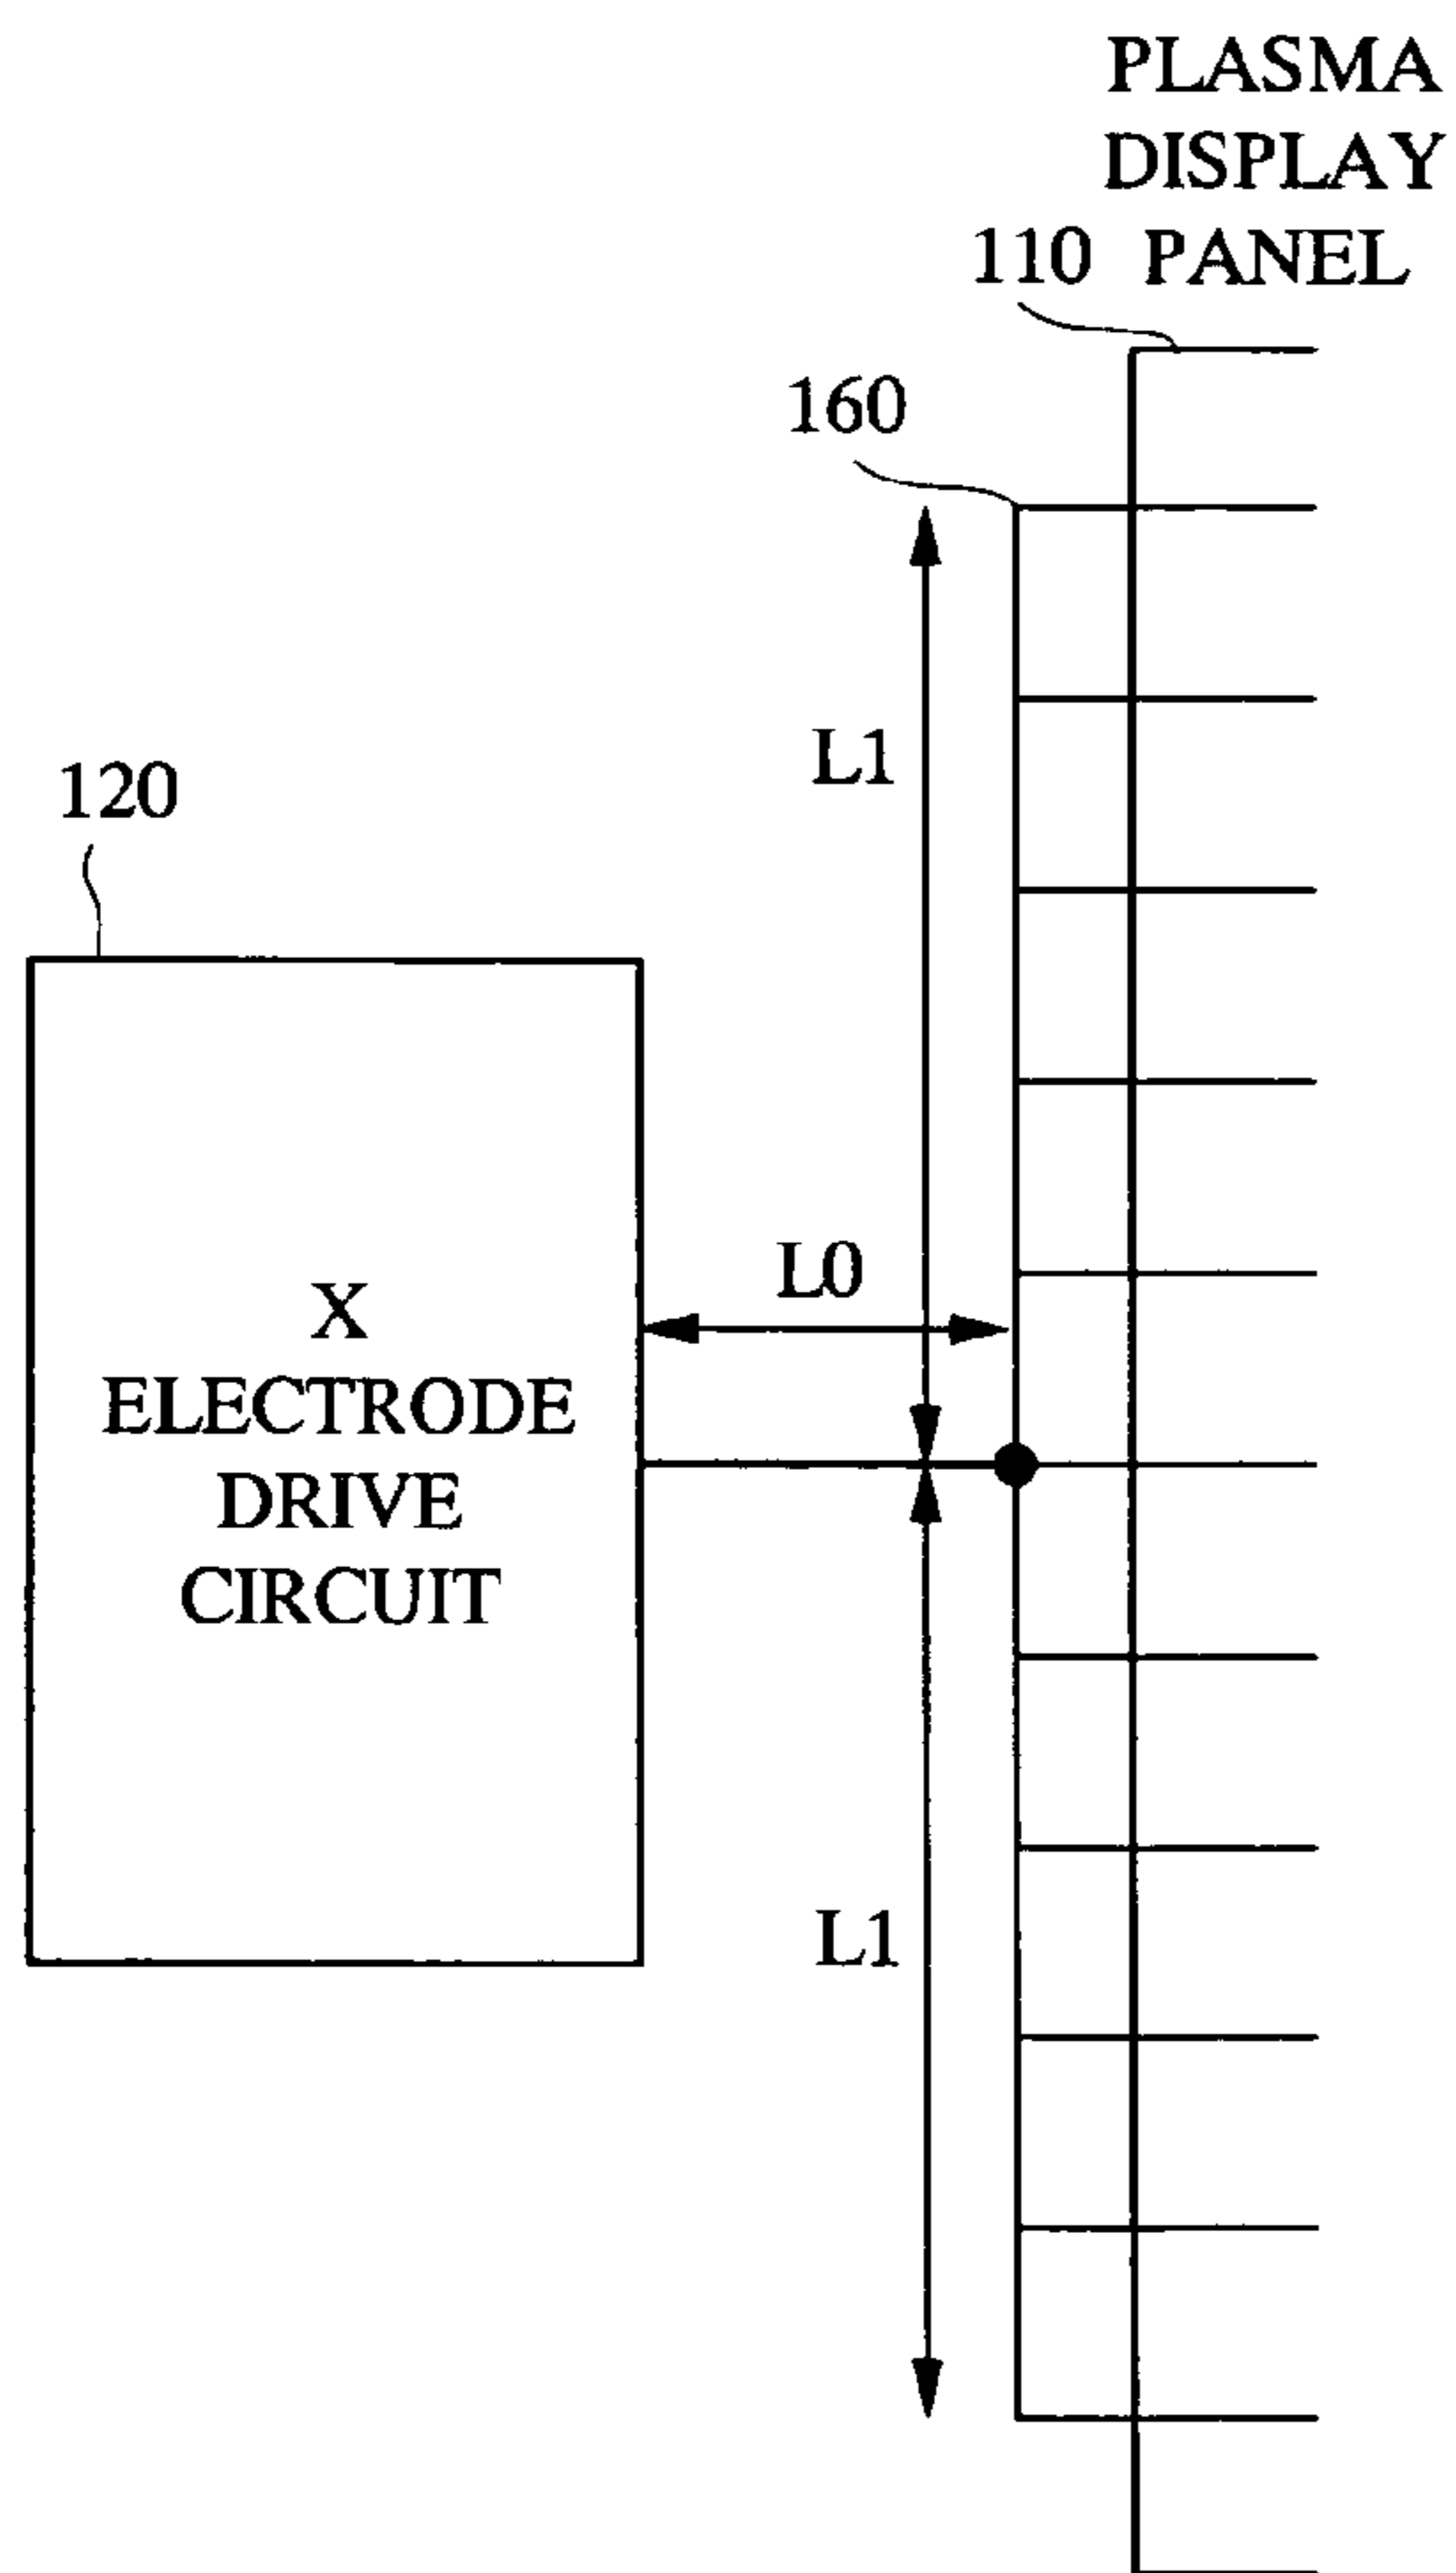 PLASMA
DISPLAY
110 PANEL
160
L1
120
L0
X
ELECTRODE
DRIVE
CIRCUIT
L1